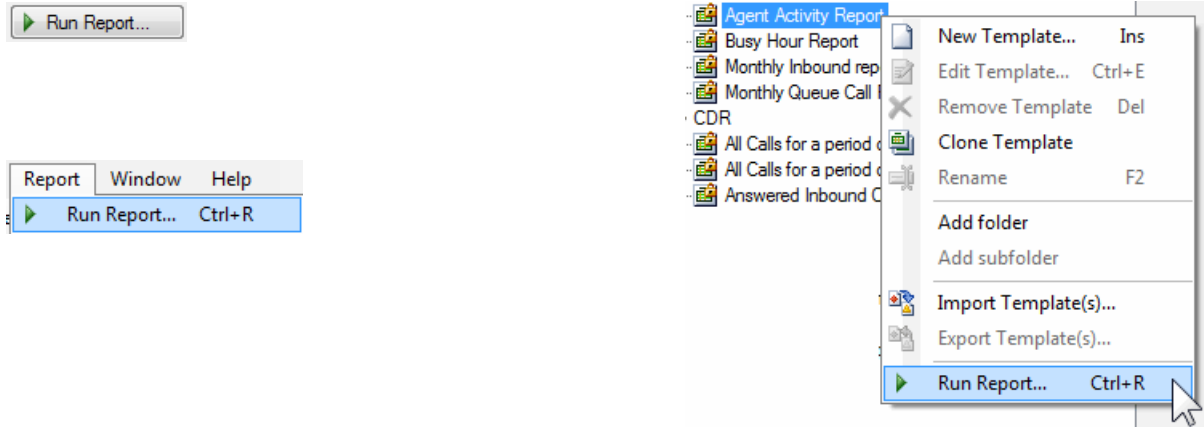 Run Report...
Report Window Help
Run Report... Ctrl+R
Agent Activity Report
Busy Hour Report
Monthly Inbound rep
Monthly Queue Call
CDR
All Calls for a period
All Calls for a period
Answered Inbound
New Template... Ins
Edit Template... Ctrl+E
Remove Template Del
Clone Template
Rename F2
Add folder
Add subfolder
Import Template(s)...
Export Template(s)...
Run Report... Ctrl+R